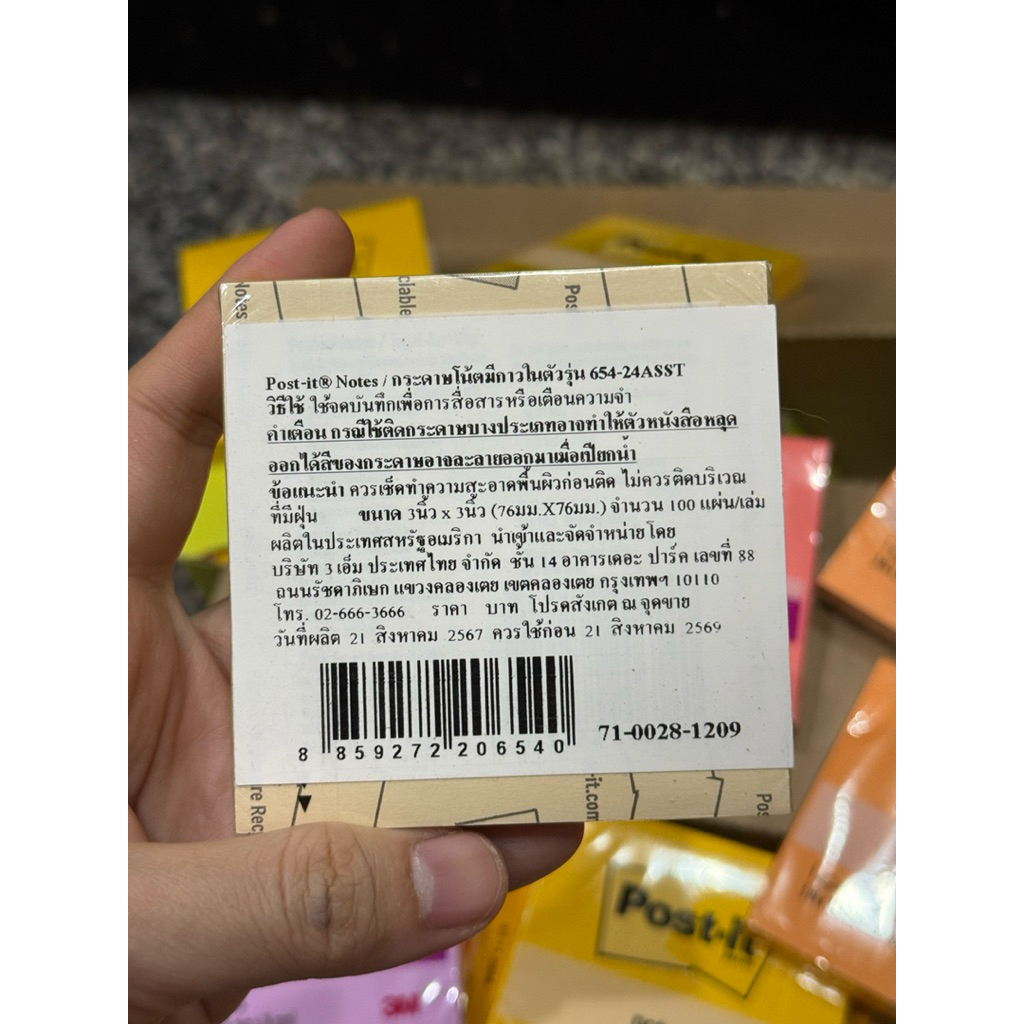 Notes
clable
Pos
Post-it® Notes / กระดาษโน้ตมีกาวในตัวรุ่น 654-24ASST
วิธีใช้ ใช้จดบันทึกเพื่อการสื่อสารหรือเตือนความจำ
คำเตือน กรณีใช้ติดกระดาษบางประเภทอาจทำให้ตัวหนังสือหลุด
ออกได้สีของกระดาษอาจละลายออกมาเมื่อเปียกน้ำ
ข้อแนะนำ ควรเช็ดทำความสะอาดพื้นผิวก่อนติด ไม่ควรติดบริเวณ
ที่มีฝุ่น ขนาด 3นิ้ว x 3นิ้ว (76มม.X76มม.) จำนวน 100 แผ่น/เล่ม
ผลิตในประเทศสหรัฐอเมริกา นำเข้าและจัดจำหน่ายโดย
บริษัท 3 เอ็ม ประเทศไทย จำกัด ชั้น 14 อาคารเดอะ ปาร์ค เลขที่ 88
ถนนรัชดาภิเษก แขวงคลองเตย เขตคลองเตย กรุงเทพฯ 10110
โทร. 02-666-3666 ราคา บาท โปรดสังเกต ณ จุดขาย
วันที่ผลิต 21 สิงหาคม 2567 ควรใช้ก่อน 21 สิงหาคม 2569
8 859272 206540
71-0028-1209
re Rec
-it.com
Post-
Post-it
3M